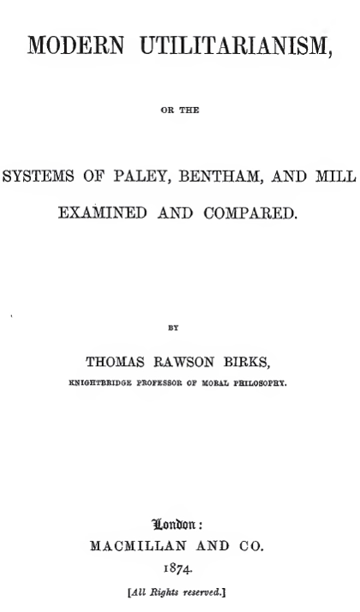 MODERN UTILITARIANISM,
OR THE
SYSTEMS OF PALEY, BENTHAM, AND MILL
EXAMINED AND COMPARED.
BY
THOMAS RAWSON BIRKS,
KNIGHTBRIDGE PROFESSOR OF MORAL PHILOSOPHY.
London:
MACMILLAN AND CO.
1874.
[All Rights reserved.]